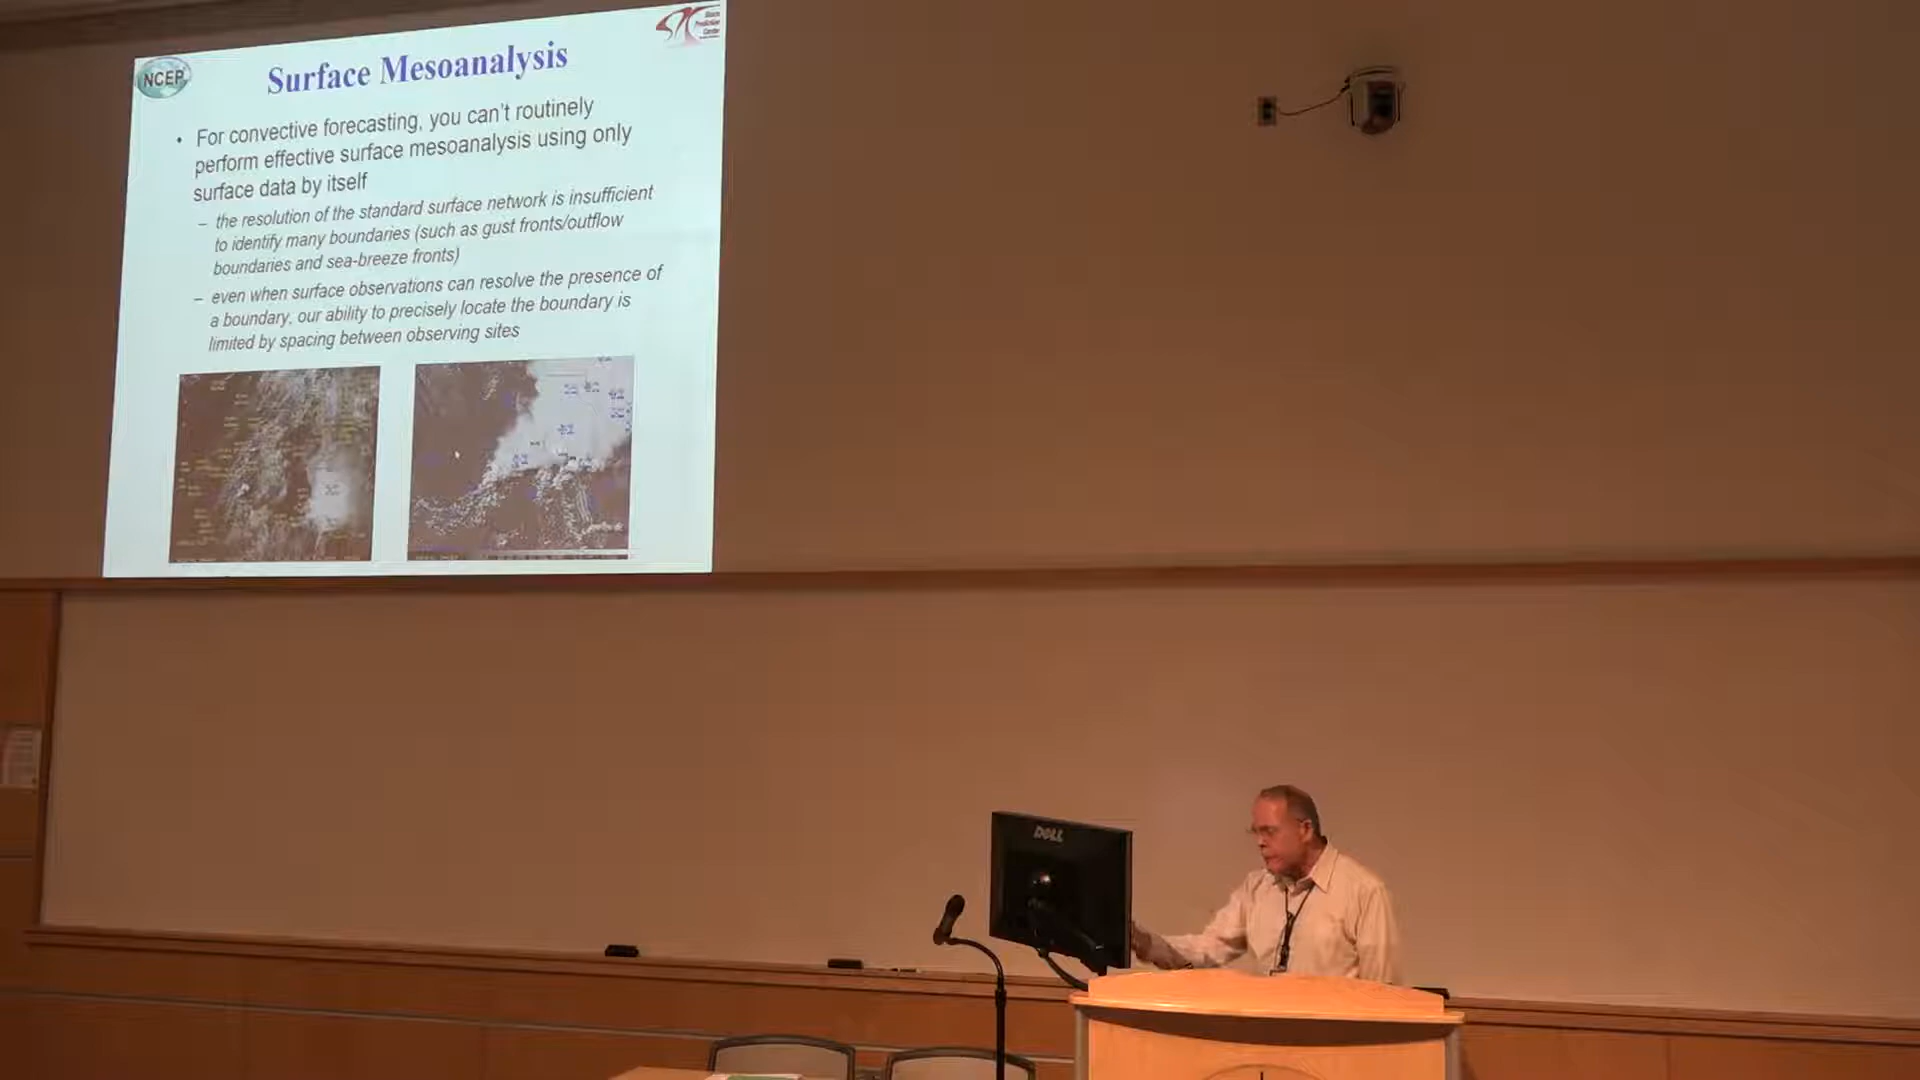 NCEP
Storm
Prediction
Center
Surface Mesoanalysis
• For convective forecasting, you can't routinely
perform effective surface mesoanalysis using only
surface data by itself
– the resolution of the standard surface network is insufficient
to identify many boundaries (such as gust fronts/outflow
boundaries and sea-breeze fronts)
– even when surface observations can resolve the presence of
a boundary, our ability to precisely locate the boundary is
limited by spacing between observing sites
DELL